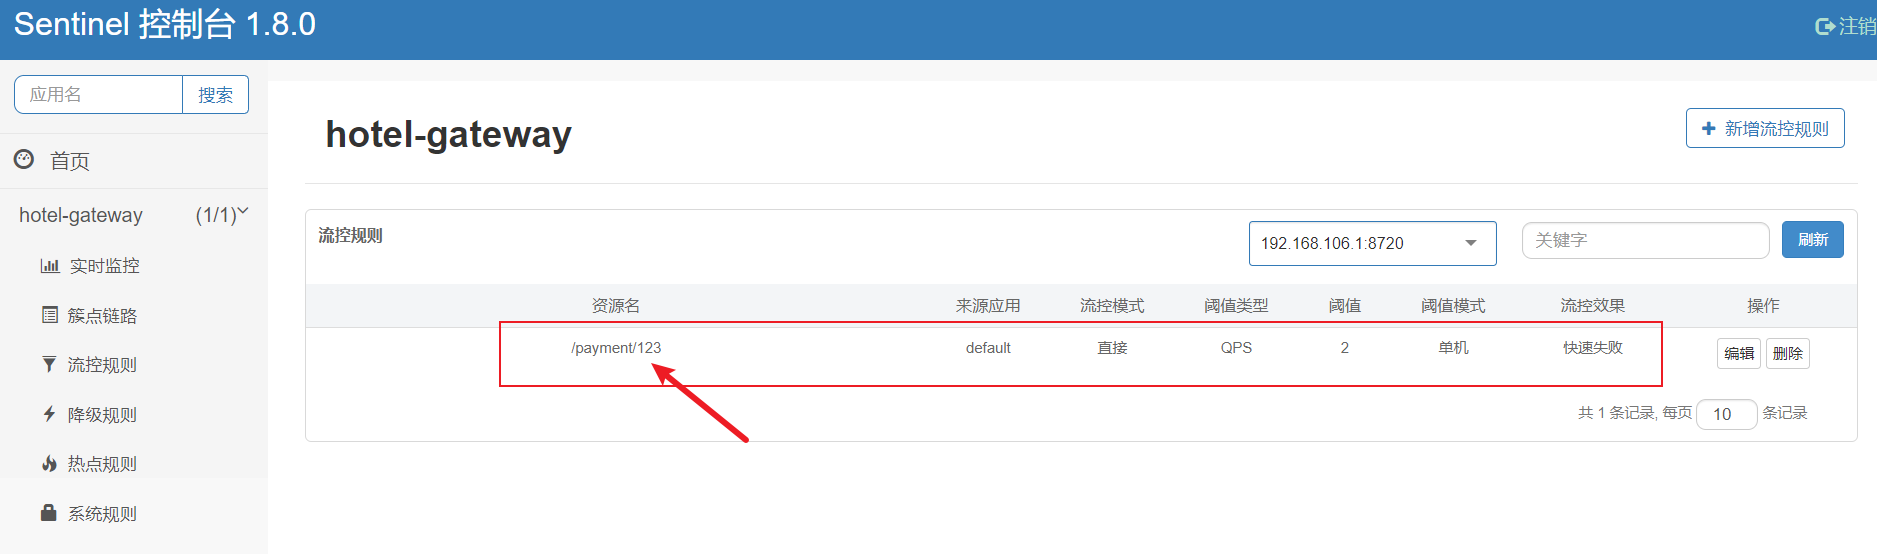 Sentinel 控制台 1.8.0
注销
应用名
搜索
首页
hotel-gateway (1/1)
实时监控
簇点链路
流控规则
降级规则
热点规则
系统规则
hotel-gateway
新增流控规则
流控规则
192.168.106.1:8720
关键字
刷新
资源名 来源应用 流控模式 阈值类型 阈值 阈值模式 流控效果 操作
/payment/123 default 直接 QPS 2 单机 快速失败 编辑 删除
共 1 条记录, 每页 10 条记录